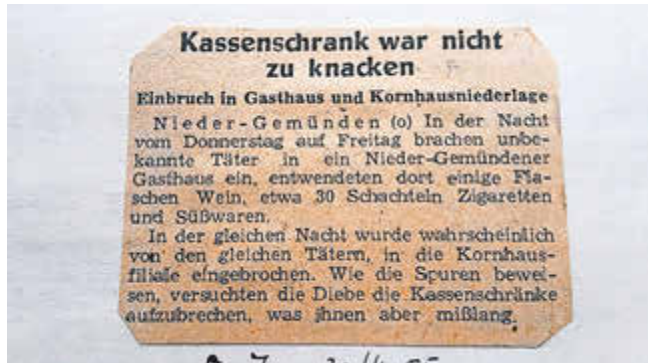 Kassenschrank war nicht
zu knacken
Einbruch in Gasthaus und Kornhausniederlage
Nieder-Gemünden (o) In der Nacht
vom Donnerstag auf Freitag brachen unbe-
kannte Täter in ein Nieder-Gemündener
Gasthaus ein, entwendeten dort einige Fla-
schen Wein, etwa 30 Schachteln Zigaretten
und Süßwaren.
In der gleichen Nacht wurde wahrscheinlich
von den gleichen Tätern, in die Kornhaus-
filiale eingebrochen. Wie die Spuren bewei-
sen, versuchten die Diebe die Kassenschränke
aufzubrechen, was ihnen aber mißlang.